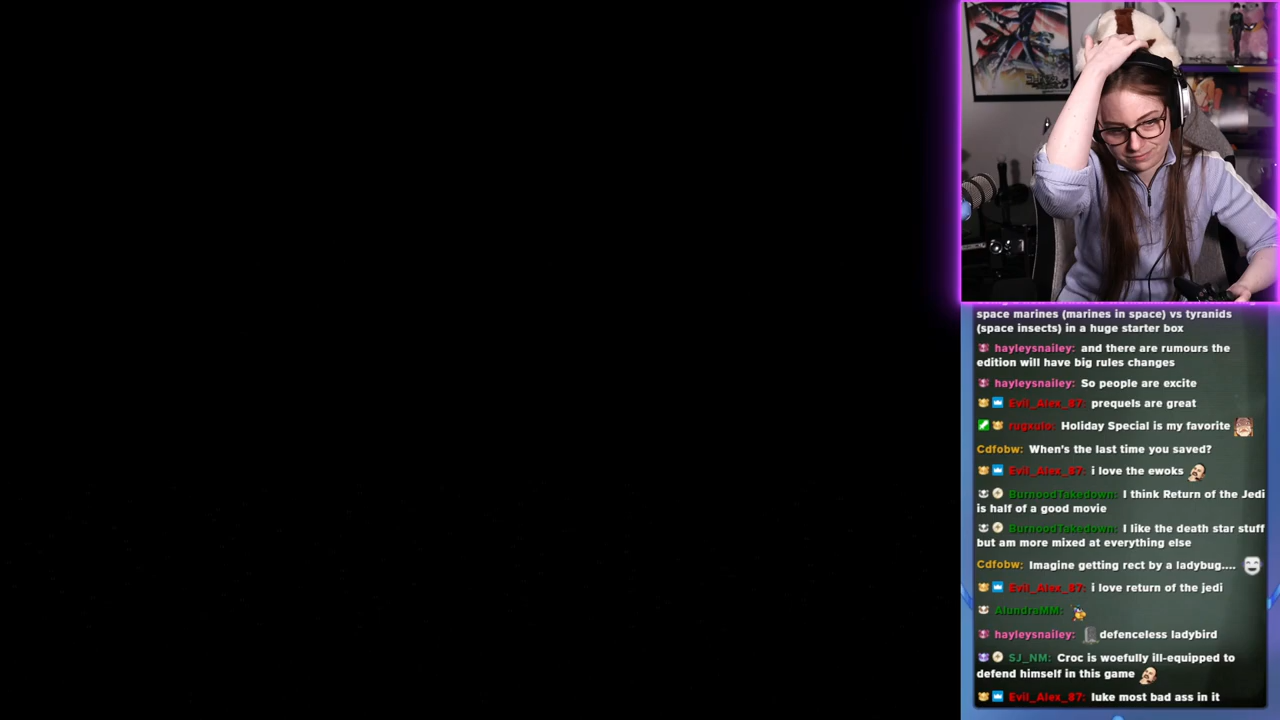 space marines (marines in space) vs tyranids
(space insects) in a huge starter box
hayleysnailey: and there are rumours the
edition will have big rules changes
hayleysnailey: So people are excite
Evil_Alex_87: prequels are great
rugxulo: Holiday Special is my favorite
Cdfobw: When's the last time you saved?
Evil_Alex_87: i love the ewoks
BurnoodTakedown: I think Return of the Jedi
is half of a good movie
BurnoodTakedown: I like the death star stuff
but am more mixed at everything else
Cdfobw: Imagine getting rect by a ladybug....
Evil_Alex_87: i love return of the jedi
AlundraMM:
hayleysnailey: defenceless ladybird
SJ_NM: Croc is woefully ill-equipped to
defend himself in this game
Evil_Alex_87: luke most bad ass in it